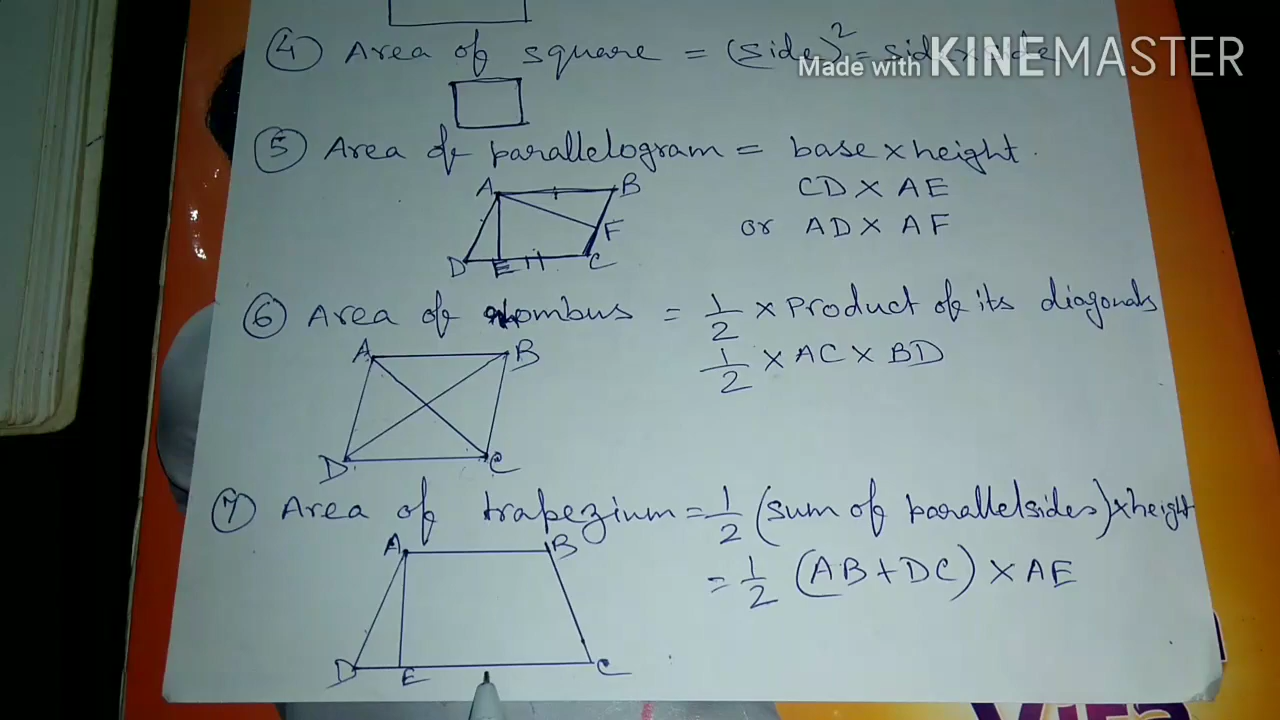 ④ Area of square = (side)² = side × side
Made with KINEMASTER
⑤ Area of parallelogram = base × height.
A B
CD × AE
F
or AD × AF
D E C
⑥ Area of rhombus = 1/2 × Product of its diagonals
A B
1/2 × AC × BD
D C
⑦ Area of trapezium = 1/2 (sum of parallel sides) × height
A B
= 1/2 (AB + DC) × AE
D E C